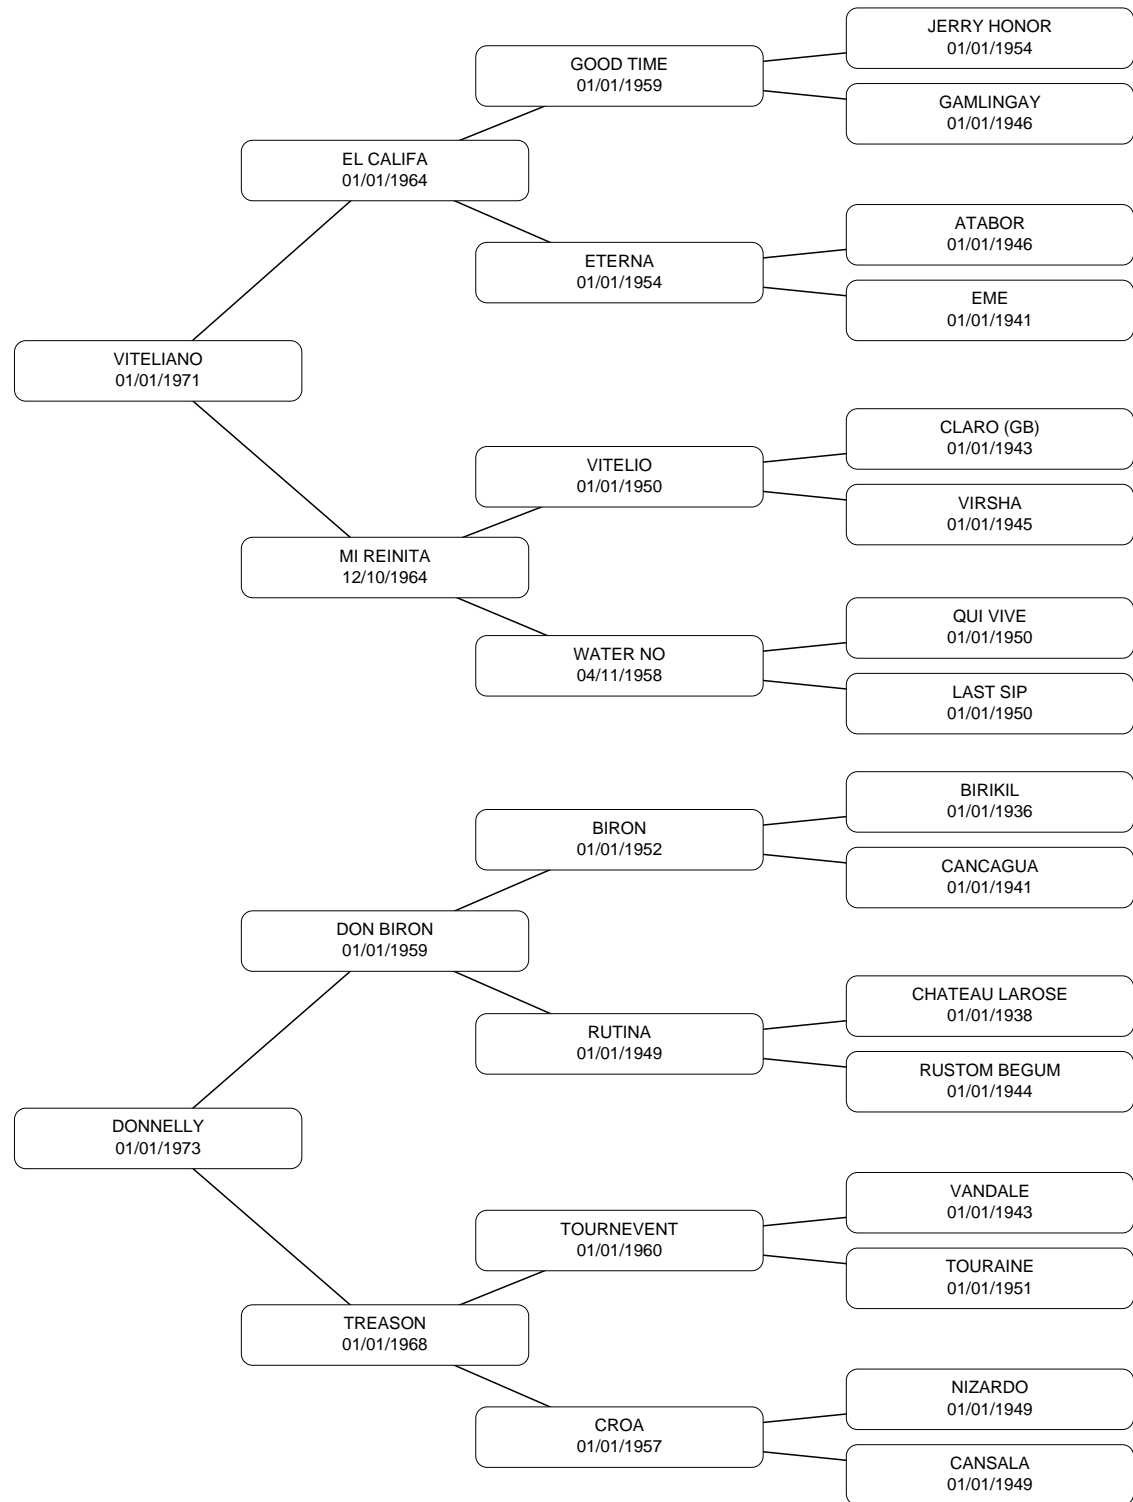 JERRY HONOR
01/01/1954
GOOD TIME
01/01/1959
GAMLINGAY
01/01/1946
EL CALIFA
01/01/1964
ATABOR
01/01/1946
ETERNA
01/01/1954
EME
01/01/1941
VITELIANO
01/01/1971
CLARO (GB)
01/01/1943
VITELIO
01/01/1950
VIRSHA
01/01/1945
MI REINITA
12/10/1964
QUI VIVE
01/01/1950
WATER NO
04/11/1958
LAST SIP
01/01/1950
BIRIKIL
01/01/1936
BIRON
01/01/1952
CANCAGUA
01/01/1941
DON BIRON
01/01/1959
CHATEAU LAROSE
01/01/1938
RUTINA
01/01/1949
RUSTOM BEGUM
01/01/1944
DONNELLY
01/01/1973
VANDALE
01/01/1943
TOURNEVENT
01/01/1960
TOURAINE
01/01/1951
TREASON
01/01/1968
NIZARDO
01/01/1949
CROA
01/01/1957
CANSALA
01/01/1949